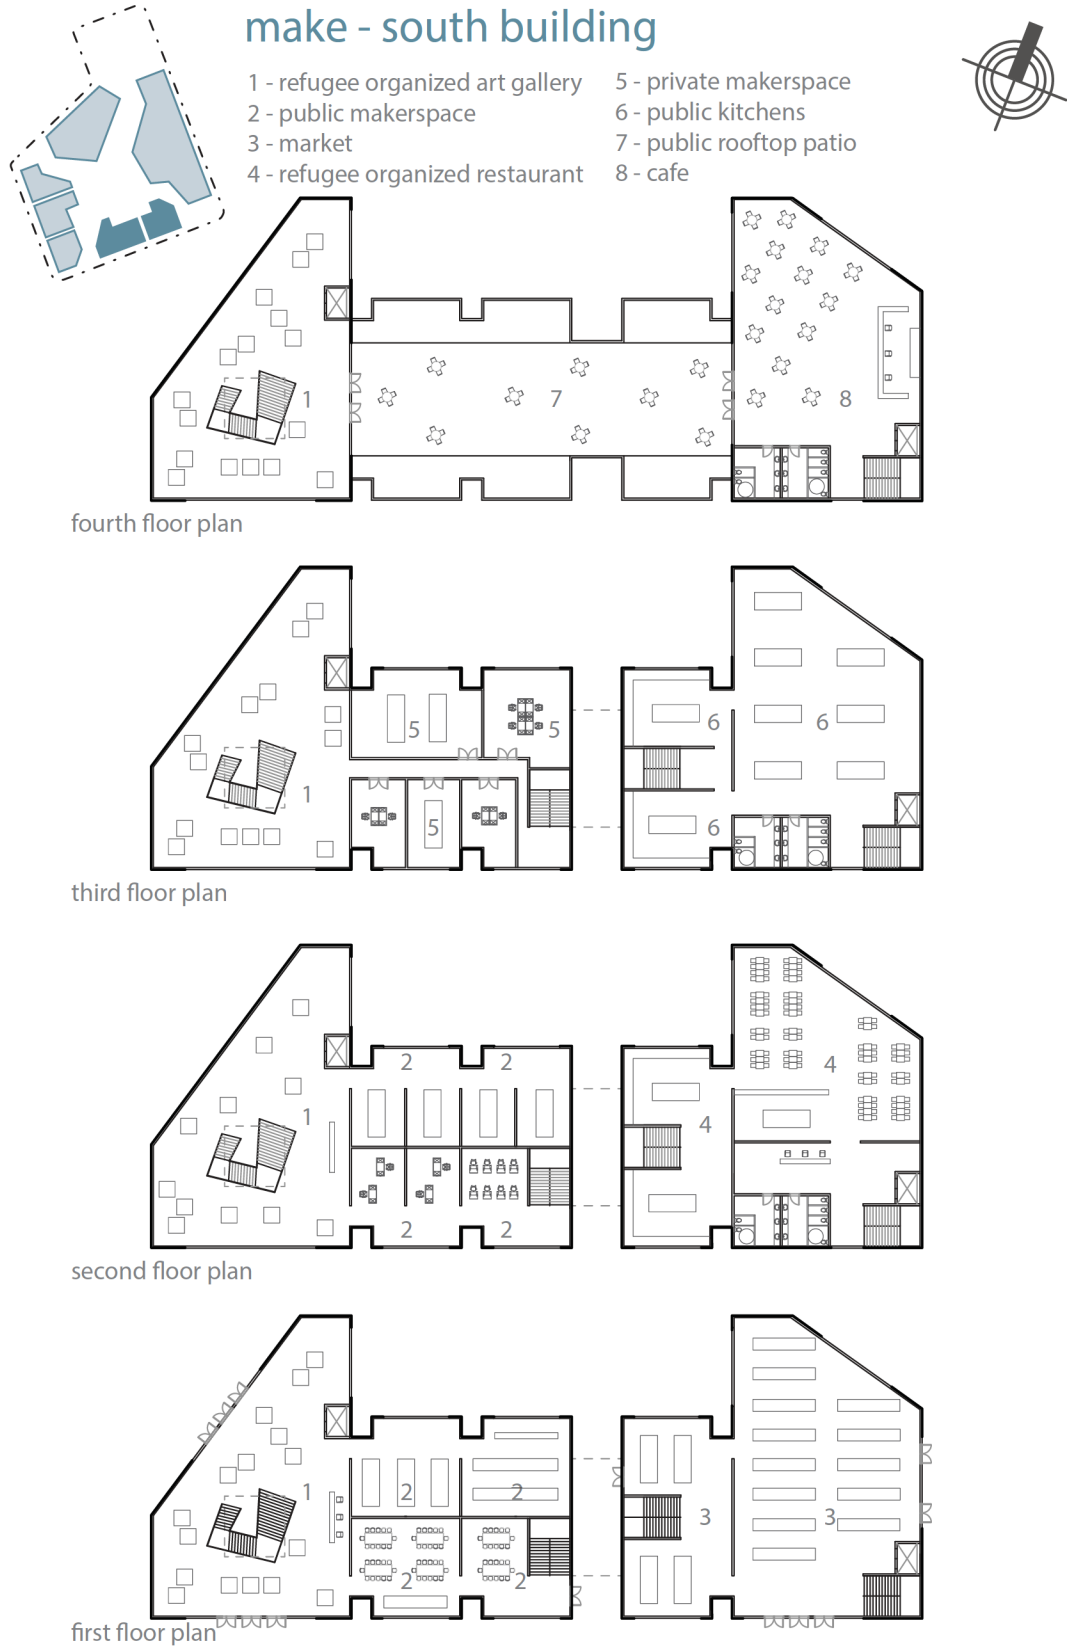 make - south building
1 - refugee organized art gallery
2 - public makerspace
3 - market
4 - refugee organized restaurant
5 - private makerspace
6 - public kitchens
7 - public rooftop patio
8 - cafe
1
7
8
fourth floor plan
5
5
6
6
1
5
6
third floor plan
2
2
4
1
4
2
2
second floor plan
1
2
2
3
3
2
2
first floor plan